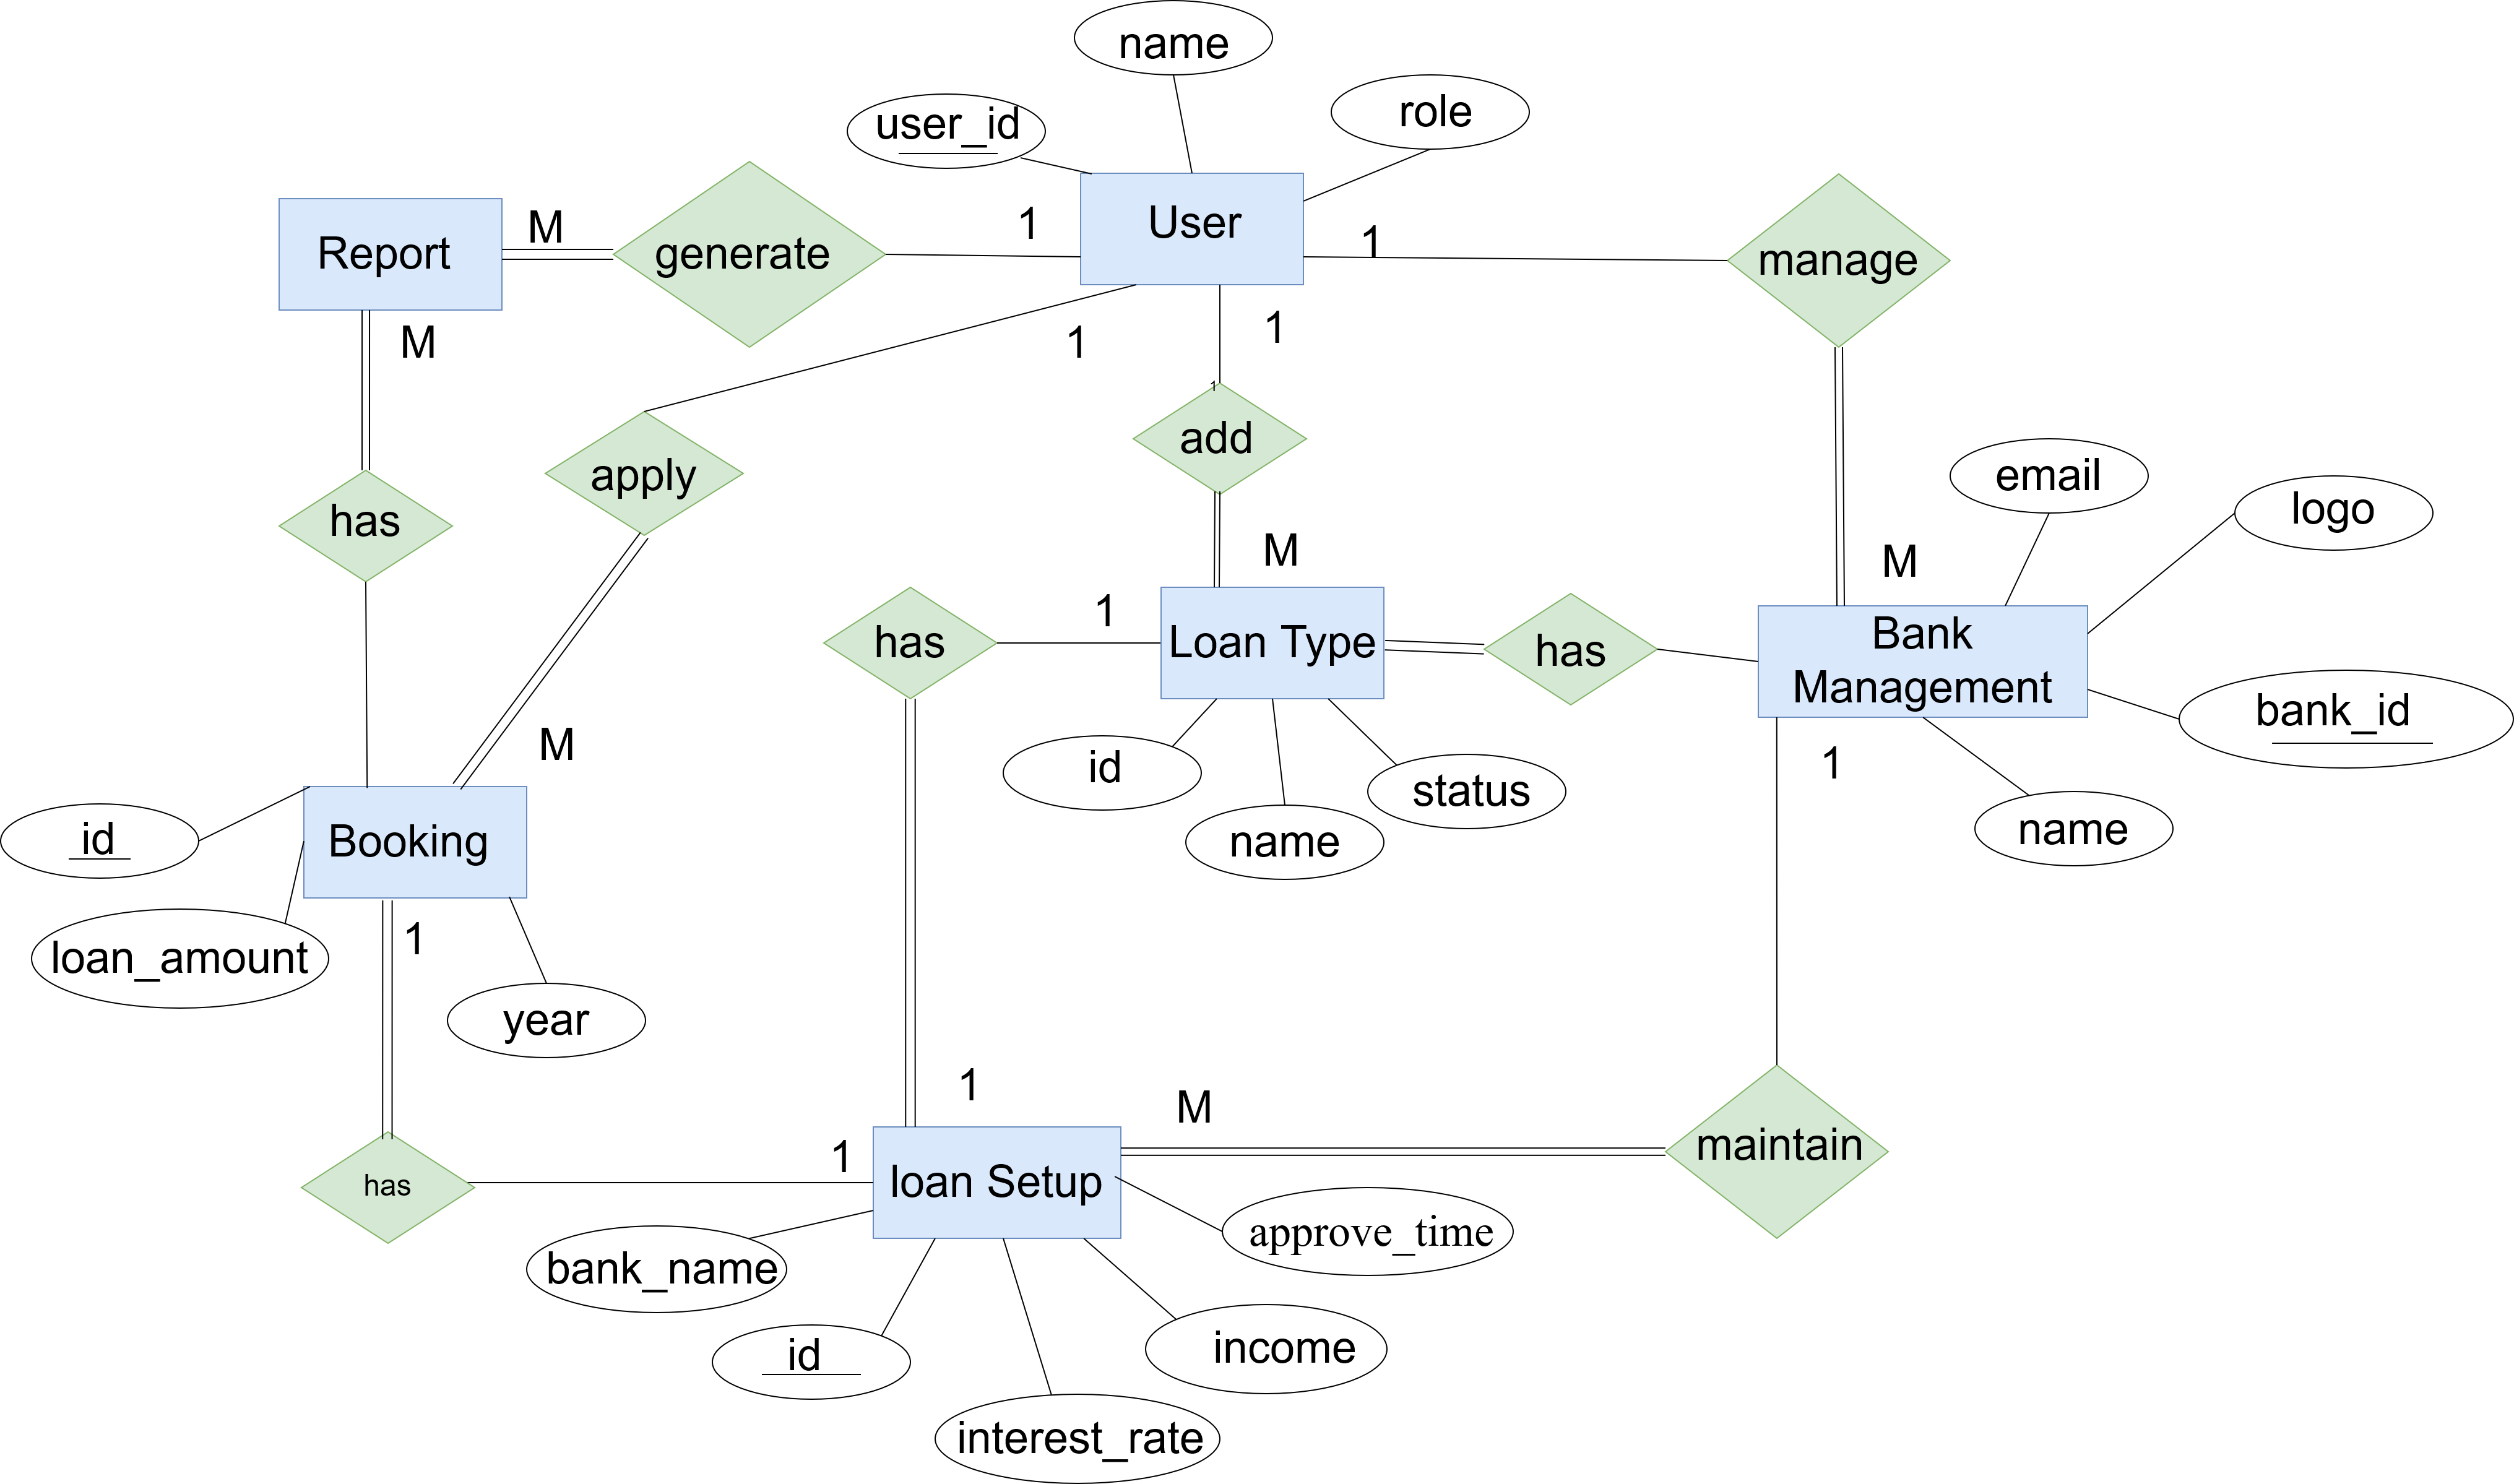 name
role
user_id
User
1
1
M
generate
Report
manage
M
1
1
1
add
apply
has
email
logo
M
M
1
has
Loan Type
has
Bank
Management
bank_id
M
1
id
status
name
name
id
Booking
1
loan_amount
year
1
M
1
maintain
has
loan Setup
approve_time
bank_name
id
income
interest_rate